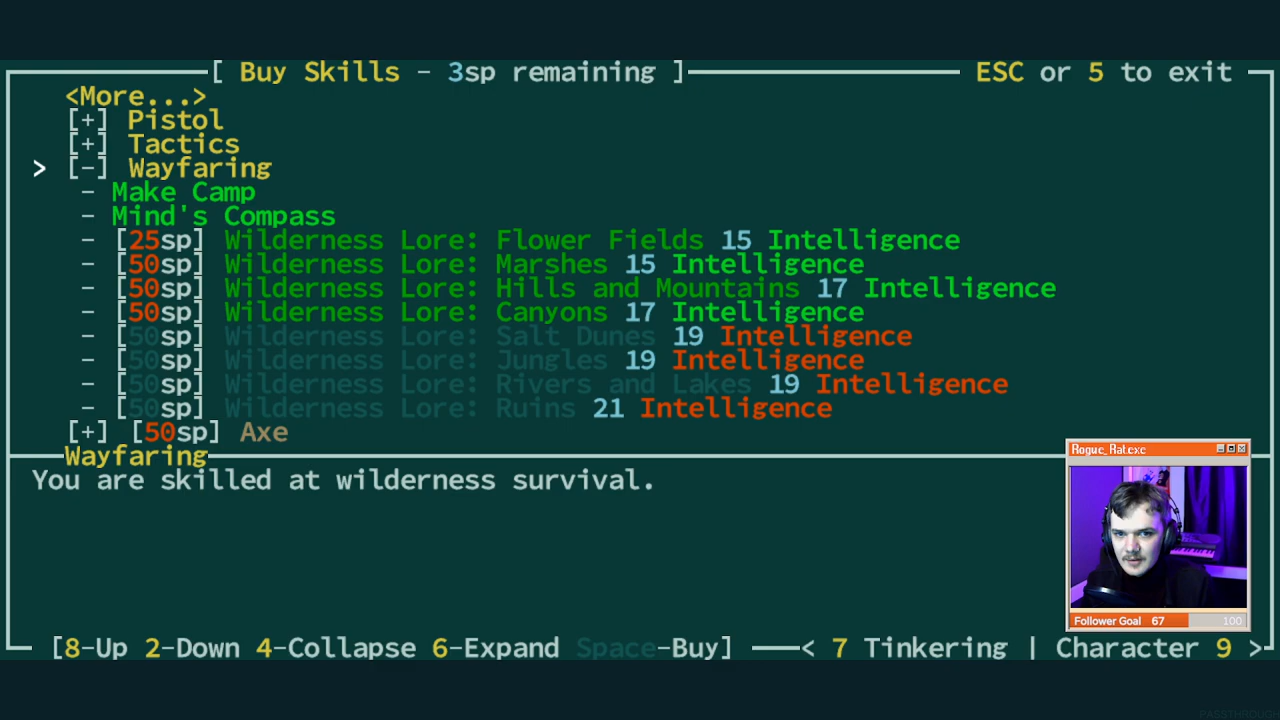 [ Buy Skills - 3sp remaining ] ESC or 5 to exit
<More...>
[+] Pistol
[+] Tactics
> [-] Wayfaring
- Make Camp
- Mind's Compass
- [25sp] Wilderness Lore: Flower Fields 15 Intelligence
- [50sp] Wilderness Lore: Marshes 15 Intelligence
- [50sp] Wilderness Lore: Hills and Mountains 17 Intelligence
- [50sp] Wilderness Lore: Canyons 17 Intelligence
- [50sp] Wilderness Lore: Salt Dunes 19 Intelligence
- [50sp] Wilderness Lore: Jungles 19 Intelligence
- [50sp] Wilderness Lore: Rivers and Lakes 19 Intelligence
- [50sp] Wilderness Lore: Ruins 21 Intelligence
[+] [50sp] Axe
Wayfaring
You are skilled at wilderness survival.
Rogue_Rat.exe
Follower Goal 67 100
[8-Up 2-Down 4-Collapse 6-Expand Space-Buy] < 7 Tinkering | Character 9 >